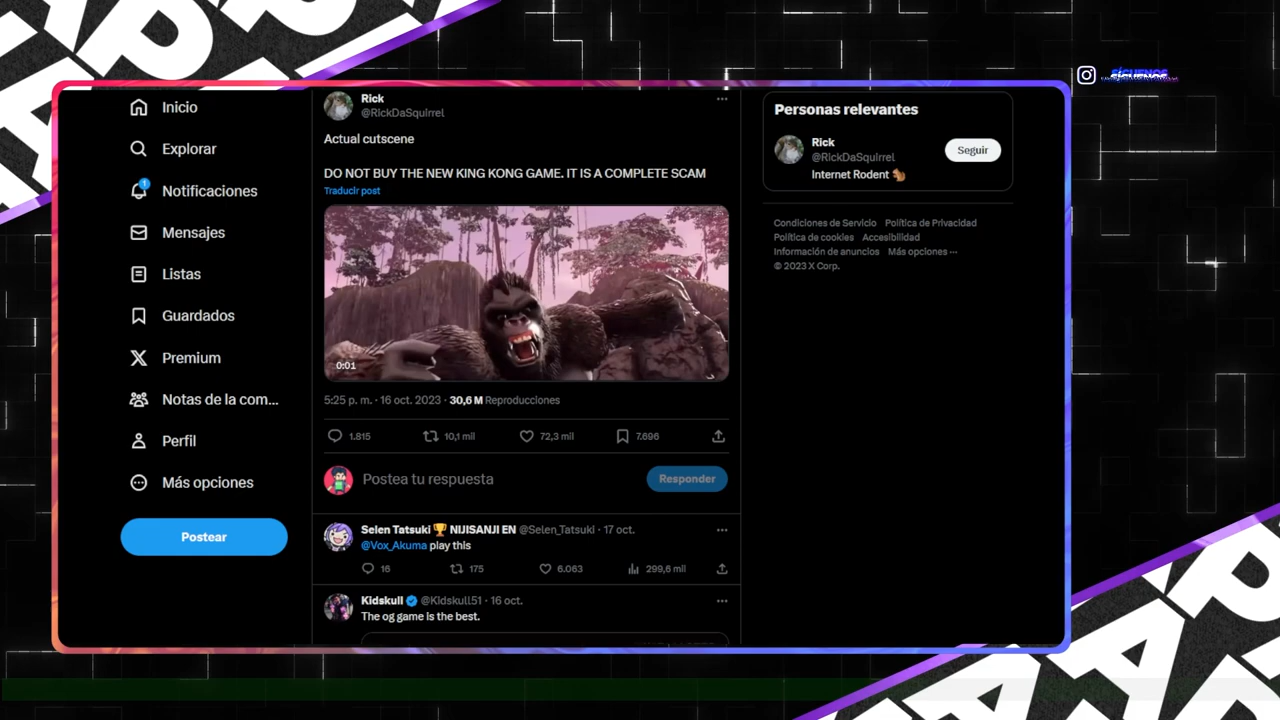 SÍGUENOS
Inicio
Explorar
1
Notificaciones
Mensajes
Listas
Guardados
Premium
Notas de la com...
Perfil
Más opciones
Postear
Rick
@RickDaSquirrel
Actual cutscene
DO NOT BUY THE NEW KING KONG GAME. IT IS A COMPLETE SCAM
Traducir post
0:01
5:25 p. m. · 16 oct. 2023 · 30,6 M Reproducciones
1.815 10,1 mil 72,3 mil 7.696
Postea tu respuesta
Responder
Selen Tatsuki 🏆 NIJISANJI EN @Selen_Tatsuki · 17 oct.
@Vox_Akuma play this
16 175 6.063 299,6 mil
Kidskull @Kidskull51 · 16 oct.
The og game is the best.
Personas relevantes
Rick
@RickDaSquirrel
Seguir
Internet Rodent 🐿️
Condiciones de Servicio Política de Privacidad
Política de cookies Accesibilidad
Información de anuncios Más opciones ···
© 2023 X Corp.